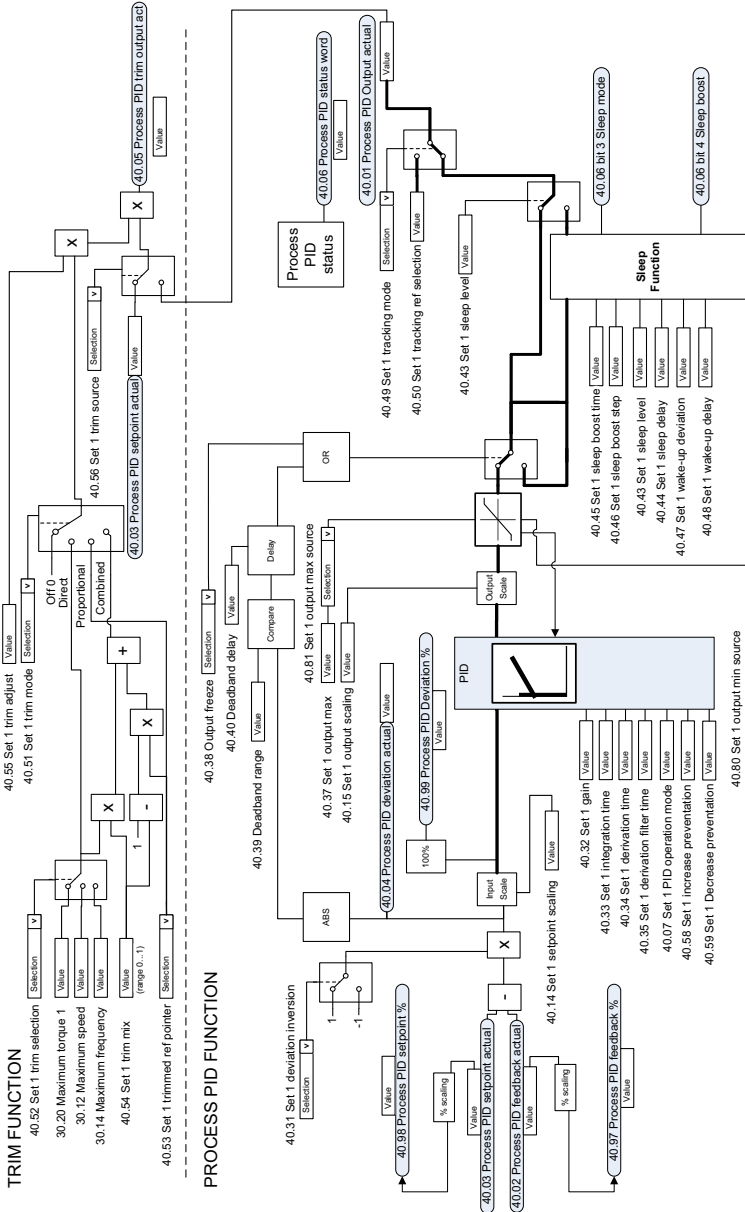 TRIM FUNCTION
40.55 Set 1 trim adjust
Value
40.51 Set 1 trim mode
Selection
v
40.52 Set 1 trim selection
Selection
v
30.20 Maximum torque 1
Value
30.12 Maximum speed
Value
30.14 Maximum frequency
Value
40.54 Set 1 trim mix
Value
(range 0...1)
40.53 Set 1 trimmed ref pointer
Selection
v
1
-
X
X
+
Off 0
Direct
Proportional
Combined
40.56 Set 1 trim source
Selection
v
40.03 Process PID setpoint actual
Value
X
X
40.05 Process PID trim output act
Value
PROCESS PID FUNCTION
40.38 Output freeze
Selection
v
40.40 Deadband delay
Value
40.39 Deadband range
Value
Compare
Delay
OR
ABS
40.31 Set 1 deviation inversion
Selection
v
1
-1
40.98 Process PID setpoint %
Value
% scaling
40.03 Process PID setpoint actual
Value
40.02 Process PID feedback actual
Value
% scaling
40.97 Process PID feedback %
Value
-
X
40.14 Set 1 setpoint scaling
Value
Input
Scale
40.04 Process PID deviation actual
Value
100%
40.99 Process PID Deviation %
Value
40.81 Set 1 output max source
Selection
v
40.37 Set 1 output max
Value
40.15 Set 1 output scaling
Value
PID
Output
Scale
40.32 Set 1 gain
Value
40.33 Set 1 integration time
Value
40.34 Set 1 derivation time
Value
40.35 Set 1 derivation filter time
Value
40.07 Set 1 PID operation mode
Value
40.58 Set 1 increase preventation
Value
40.59 Set 1 Decrease preventation
Value
40.80 Set 1 output min source
Process
PID
status
40.06 Process PID status word
Value
40.01 Process PID Output actual
Value
40.49 Set 1 tracking mode
Selection
v
40.50 Set 1 tracking ref selection
Value
40.43 Set 1 sleep level
Value
40.45 Set 1 sleep boost time
Value
40.46 Set 1 sleep boost step
Value
40.43 Set 1 sleep level
Value
40.44 Set 1 sleep delay
Value
40.47 Set 1 wake-up deviation
Value
40.48 Set 1 wake-up delay
Value
Sleep
Function
40.06 bit 3 Sleep mode
40.06 bit 4 Sleep boost